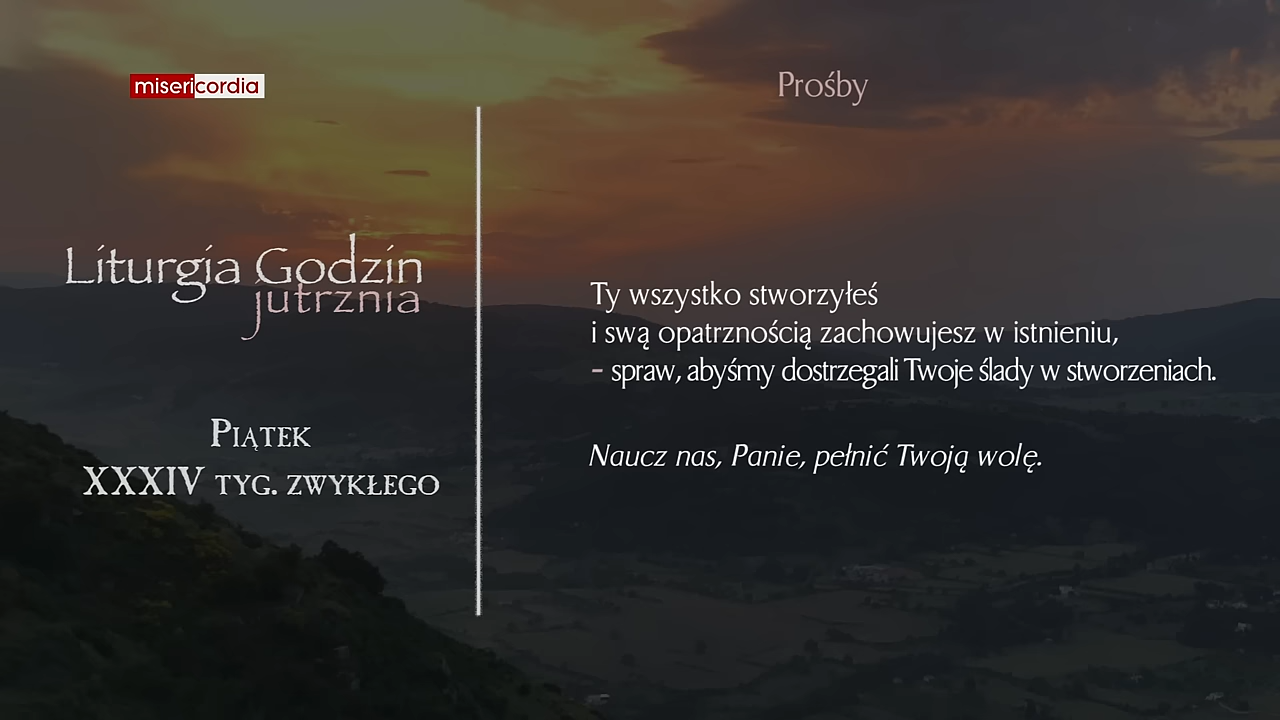 misericordia
Liturgia Godzin
jutrznia
Piątek
XXXIV tyg. zwykłego
Prośby
Ty wszystko stworzyłeś
i swą opatrznością zachowujesz w istnieniu,
- spraw, abyśmy dostrzegali Twoje ślady w stworzeniach.
Naucz nas, Panie, pełnić Twoją wolę.